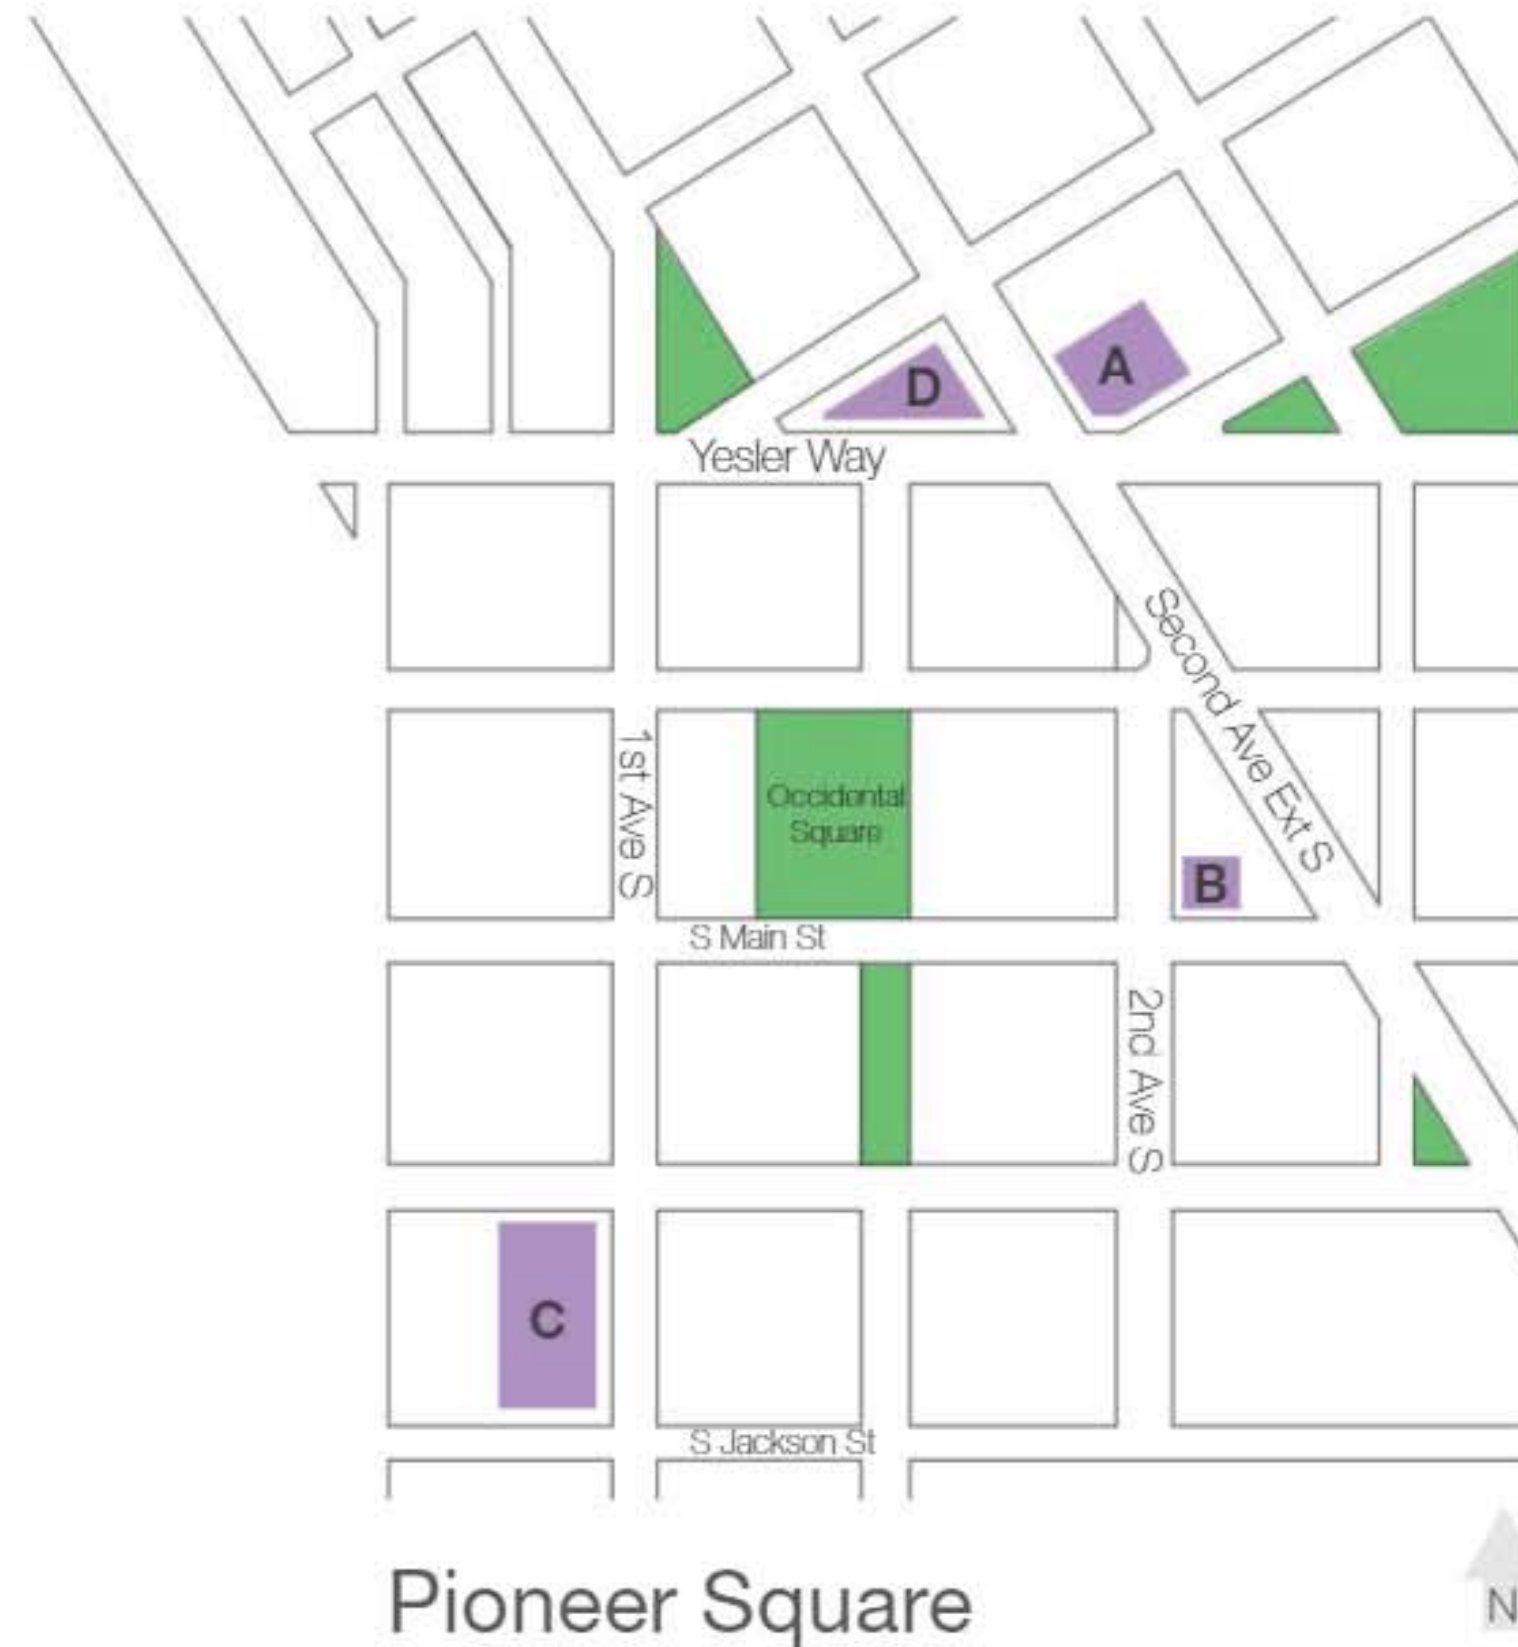 A
D
Yesler Way
Second Ave Ext S
1st Ave S
Occidental
Square
B
S Main St
2nd Ave S
C
S Jackson St
Pioneer Square
N